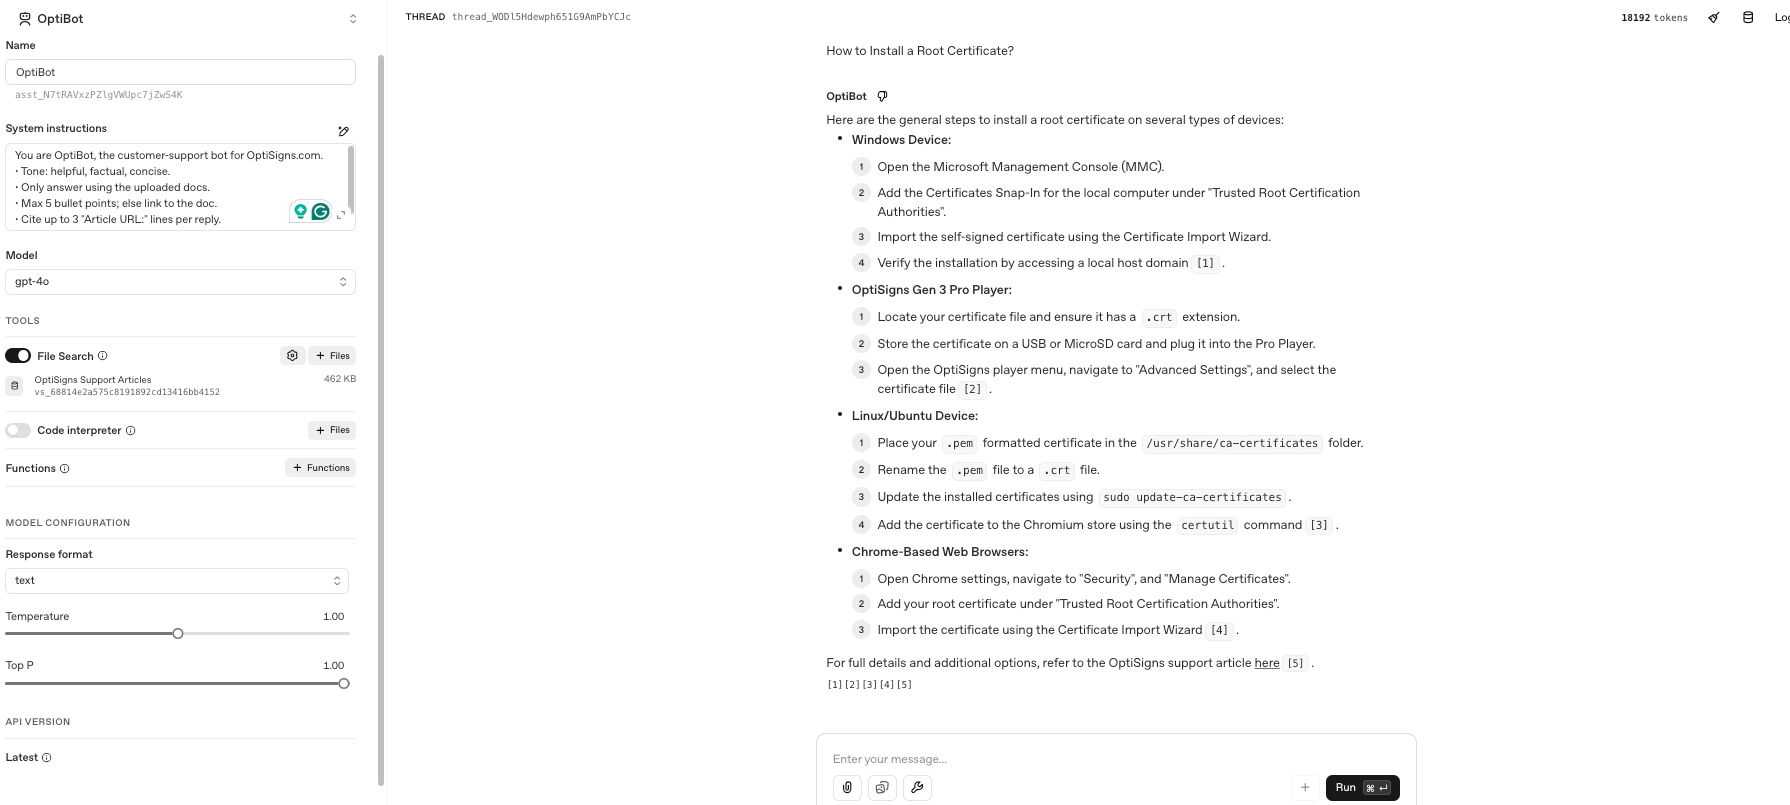 OptiBot
Name
OptiBot
asst_N7tRAVxzPZlgVWUpc7jZwS4K
System instructions
You are OptiBot, the customer-support bot for OptiSigns.com.
• Tone: helpful, factual, concise.
• Only answer using the uploaded docs.
• Max 5 bullet points; else link to the doc.
• Cite up to 3 "Article URL:" lines per reply.
Model
gpt-4o
TOOLS
File Search
+ Files
OptiSigns Support Articles
462 KB
vs_68814e2a575c8191892cd13416bb4152
Code interpreter
+ Files
Functions
+ Functions
MODEL CONFIGURATION
Response format
text
Temperature
1.00
Top P
1.00
API VERSION
Latest
THREAD thread_WODl5Hdewph651G9AmPbYCJc
18192 tokens
Log
How to Install a Root Certificate?
OptiBot
Here are the general steps to install a root certificate on several types of devices:
• Windows Device:
1 Open the Microsoft Management Console (MMC).
2 Add the Certificates Snap-In for the local computer under "Trusted Root Certification
Authorities".
3 Import the self-signed certificate using the Certificate Import Wizard.
4 Verify the installation by accessing a local host domain [1] .
• OptiSigns Gen 3 Pro Player:
1 Locate your certificate file and ensure it has a .crt extension.
2 Store the certificate on a USB or MicroSD card and plug it into the Pro Player.
3 Open the OptiSigns player menu, navigate to "Advanced Settings", and select the
certificate file [2] .
• Linux/Ubuntu Device:
1 Place your .pem formatted certificate in the /usr/share/ca-certificates folder.
2 Rename the .pem file to a .crt file.
3 Update the installed certificates using sudo update-ca-certificates .
4 Add the certificate to the Chromium store using the certutil command [3] .
• Chrome-Based Web Browsers:
1 Open Chrome settings, navigate to "Security", and "Manage Certificates".
2 Add your root certificate under "Trusted Root Certification Authorities".
3 Import the certificate using the Certificate Import Wizard [4] .
For full details and additional options, refer to the OptiSigns support article here [5] .
[1][2][3][4][5]
Enter your message...
Run ⌘ ↵